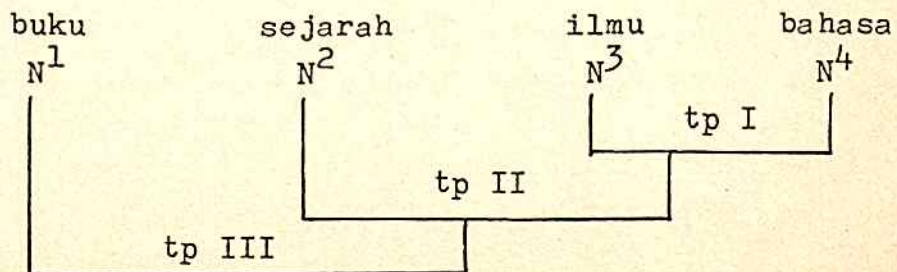 buku sejarah ilmu bahasa
N1 N2 N3 N4
tp I
tp II
tp III